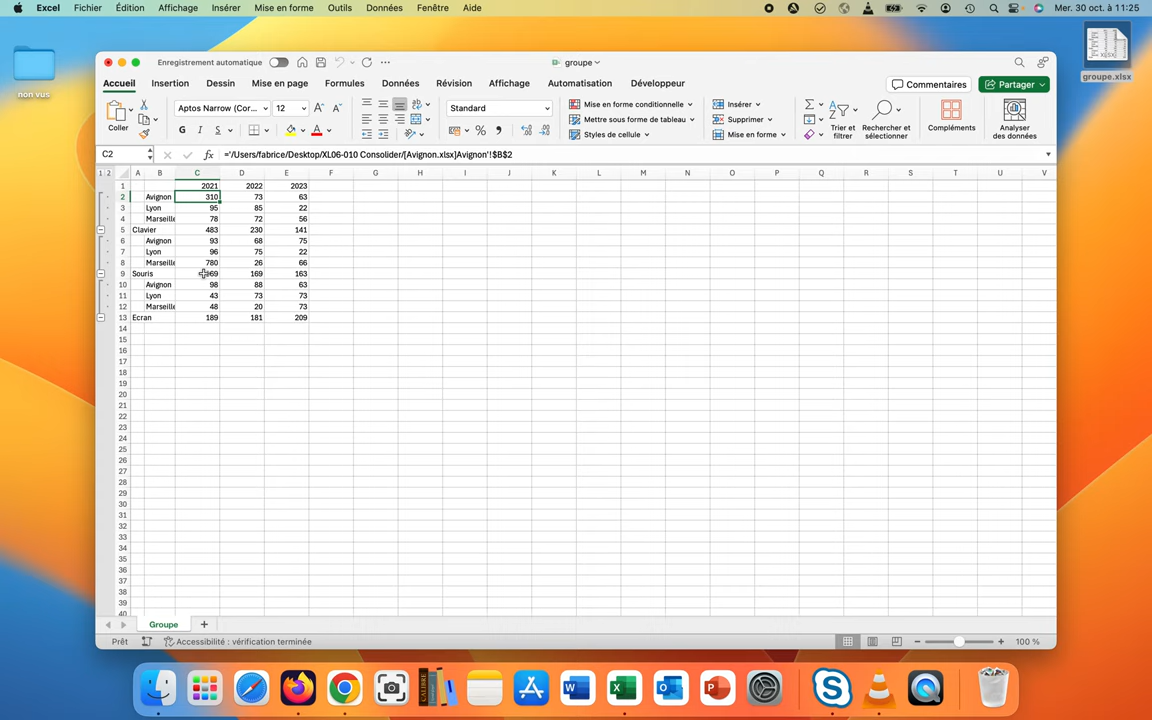 Excel Fichier Édition Affichage Insérer Mise en forme Outils Données Fenêtre Aide Mer. 30 oct. à 11:25
non vus
groupe.xlsx
Enregistrement automatique groupe
Accueil Insertion Dessin Mise en page Formules Données Révision Affichage Automatisation Développeur Commentaires Partager
Coller Aptos Narrow (Cor... 12 Standard Mise en forme conditionnelle Insérer
G I S Mettre sous forme de tableau Supprimer
Styles de cellule Mise en forme
Trier et filtrer Rechercher et sélectionner Compléments Analyser des données
C2 fx ='/Users/fabrice/Desktop/XL06-010 Consolider/[Avignon.xlsx]Avignon'!$B$2
1 2 A B C D E F G H I J K L M N O P Q R S T U V
1 2021 2022 2023
2 Avignon 310 73 63
3 Lyon 95 85 22
4 Marseille 78 72 56
5 Clavier 483 230 141
6 Avignon 93 68 75
7 Lyon 96 75 22
8 Marseille 780 26 66
9 Souris 169 163
10 Avignon 98 88 63
11 Lyon 43 73 73
12 Marseille 48 20 73
13 Ecran 189 181 209
14
15
16
17
18
19
20
21
22
23
24
25
26
27
28
29
30
31
32
33
34
35
36
37
38
39
40
Groupe
Prêt Accessibilité : vérification terminée 100 %